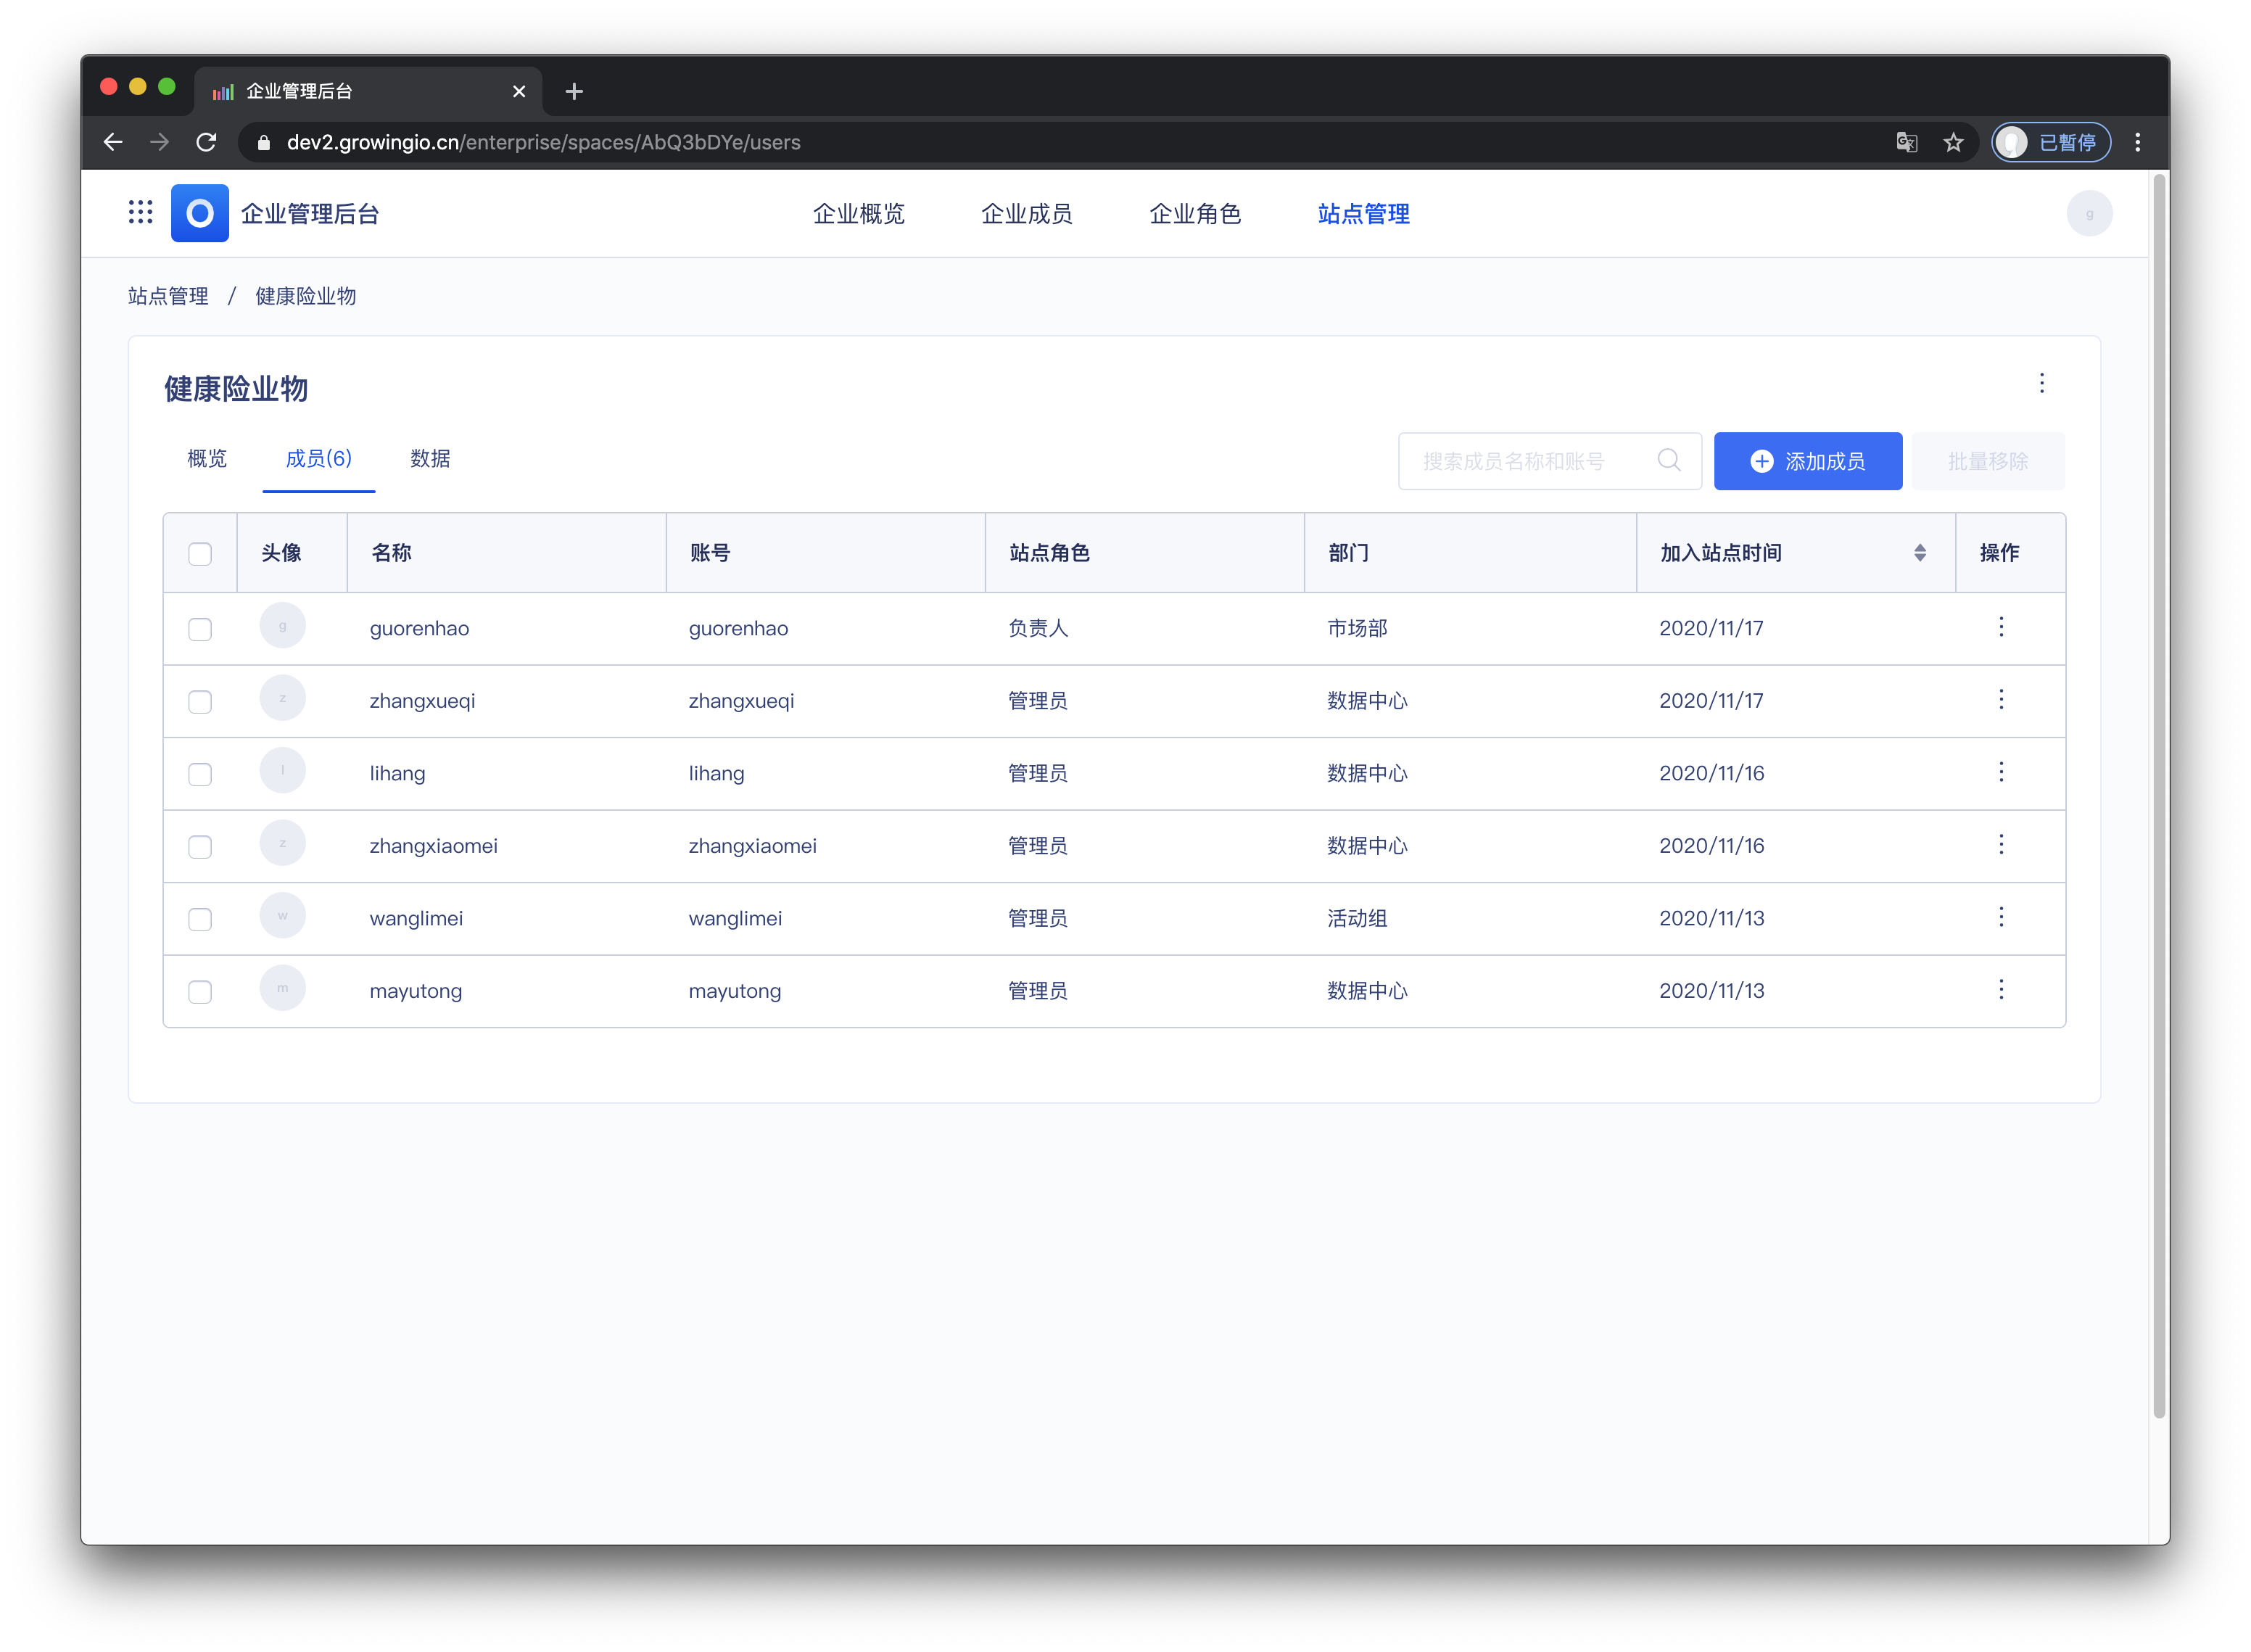 企业管理后台
dev2.growingio.cn/enterprise/spaces/AbQ3bDYe/users
已暫停
企业管理后台 企业概览 企业成员 企业角色 站点管理 g
站点管理 / 健康险业物
健康险业物
概览 成员(6) 数据 搜索成员名称和账号 添加成员 批量移除
头像 名称 账号 站点角色 部门 加入站点时间 操作
g guorenhao guorenhao 负责人 市场部 2020/11/17
z zhangxueqi zhangxueqi 管理员 数据中心 2020/11/17
l lihang lihang 管理员 数据中心 2020/11/16
z zhangxiaomei zhangxiaomei 管理员 数据中心 2020/11/16
w wanglimei wanglimei 管理员 活动组 2020/11/13
m mayutong mayutong 管理员 数据中心 2020/11/13